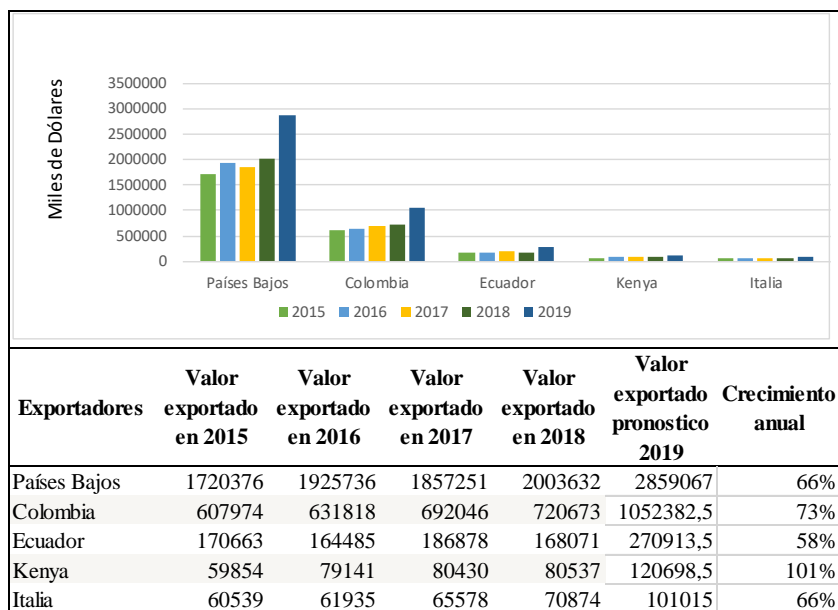 Miles de Dólares
3500000
3000000
2500000
2000000
1500000
1000000
500000
0
Países Bajos Colombia Ecuador Kenya Italia
2015 2016 2017 2018 2019
Exportadores Valor exportado en 2015 Valor exportado en 2016 Valor exportado en 2017 Valor exportado en 2018 Valor exportado pronostico 2019 Crecimiento anual
Países Bajos 1720376 1925736 1857251 2003632 2859067 66%
Colombia 607974 631818 692046 720673 1052382,5 73%
Ecuador 170663 164485 186878 168071 270913,5 58%
Kenya 59854 79141 80430 80537 120698,5 101%
Italia 60539 61935 65578 70874 101015 66%